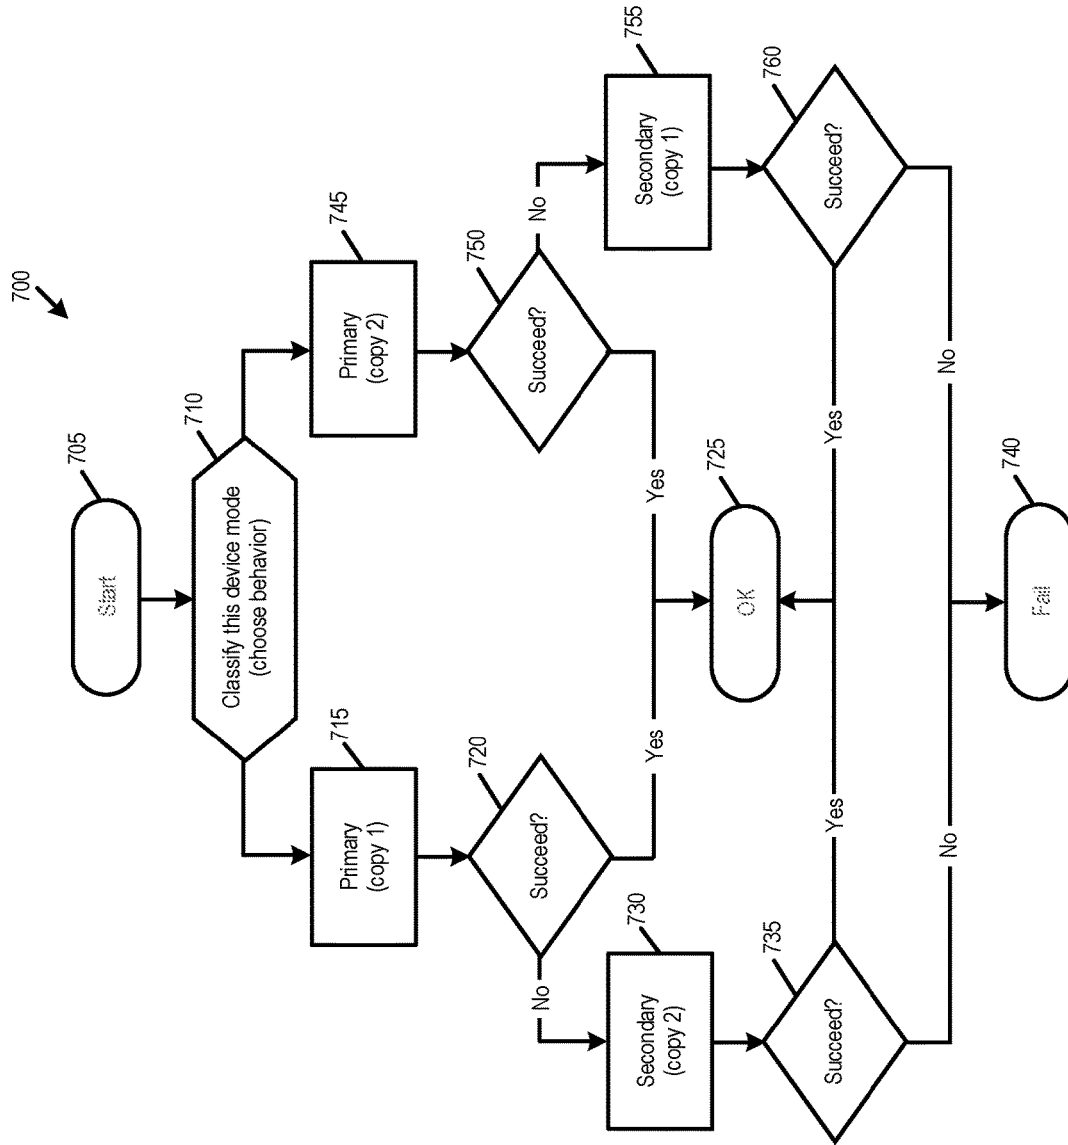 700
705
Start
710
Classify this device mode
(choose behavior)
715
Primary
(copy 1)
745
Primary
(copy 2)
720
Succeed?
750
Succeed?
No
No
730
Secondary
(copy 2)
755
Secondary
(copy 1)
Yes
Yes
725
OK
735
Succeed?
760
Succeed?
Yes
Yes
No
No
740
Fail